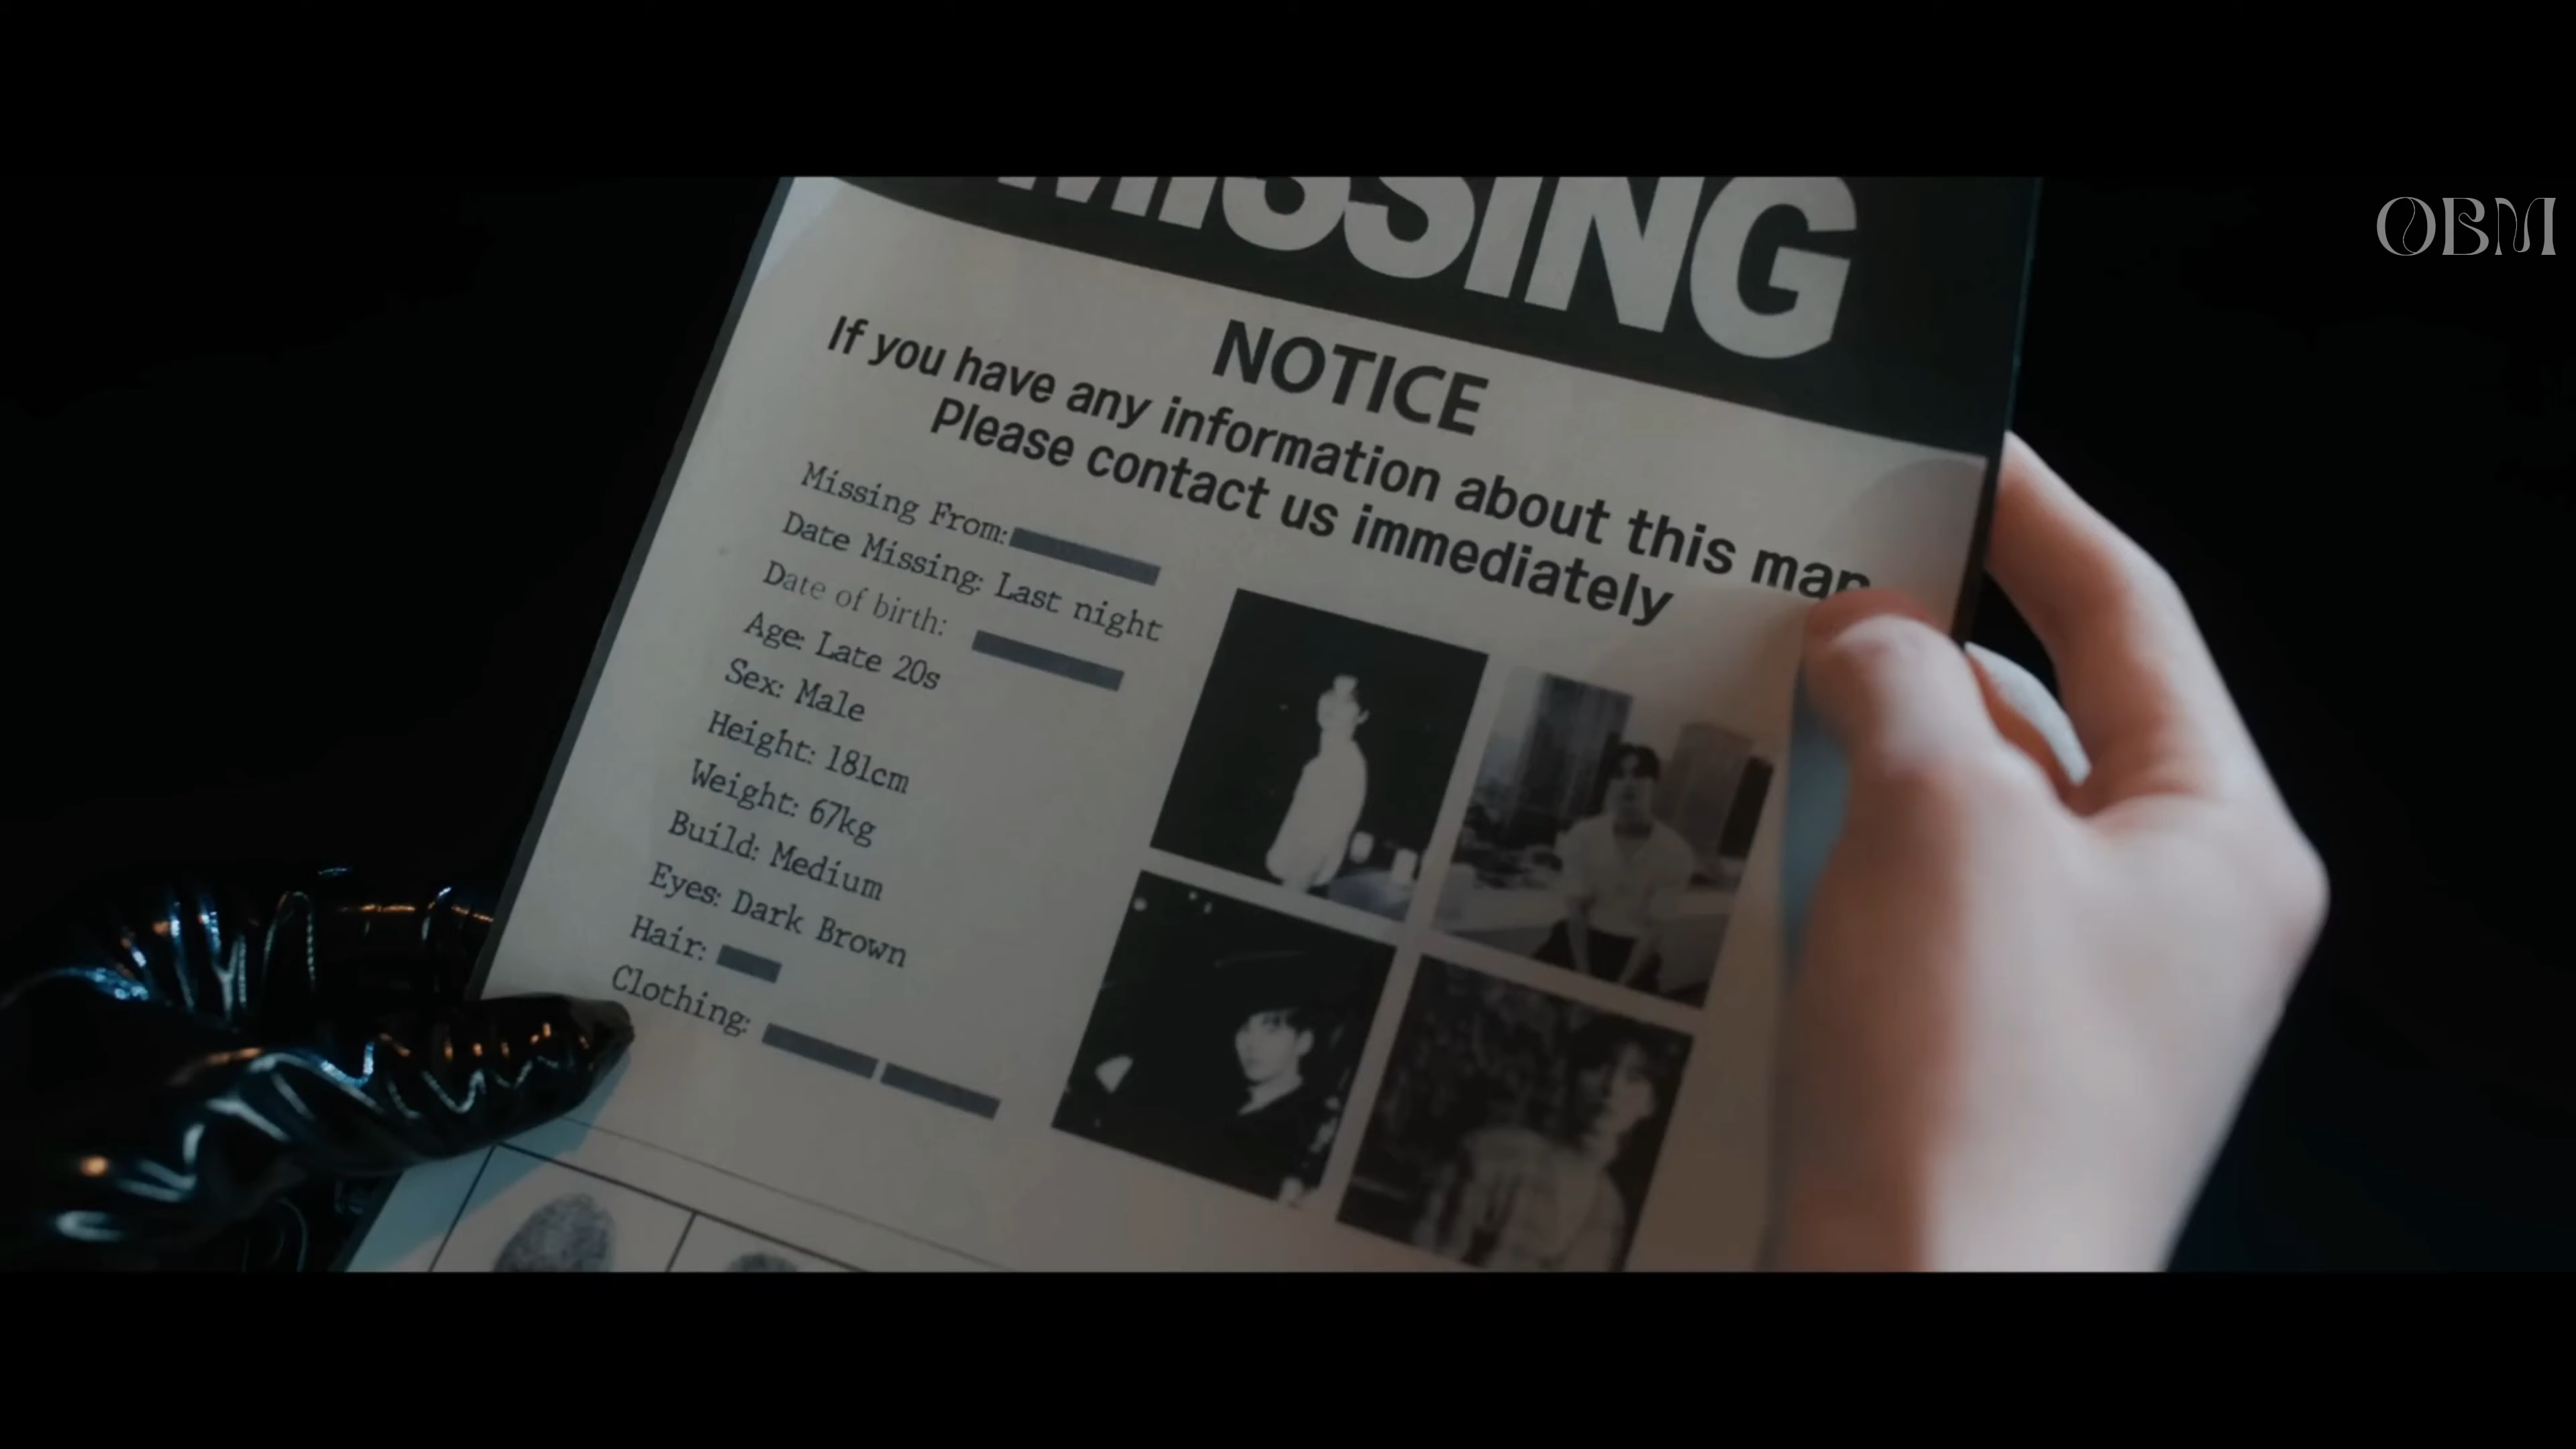 MISSING
OBM
NOTICE
If you have any information about this man
Please contact us immediately
Missing From:
Date Missing: Last night
Date of birth:
Age: Late 20s
Sex: Male
Height: 181cm
Weight: 67kg
Build: Medium
Eyes: Dark Brown
Hair:
Clothing: